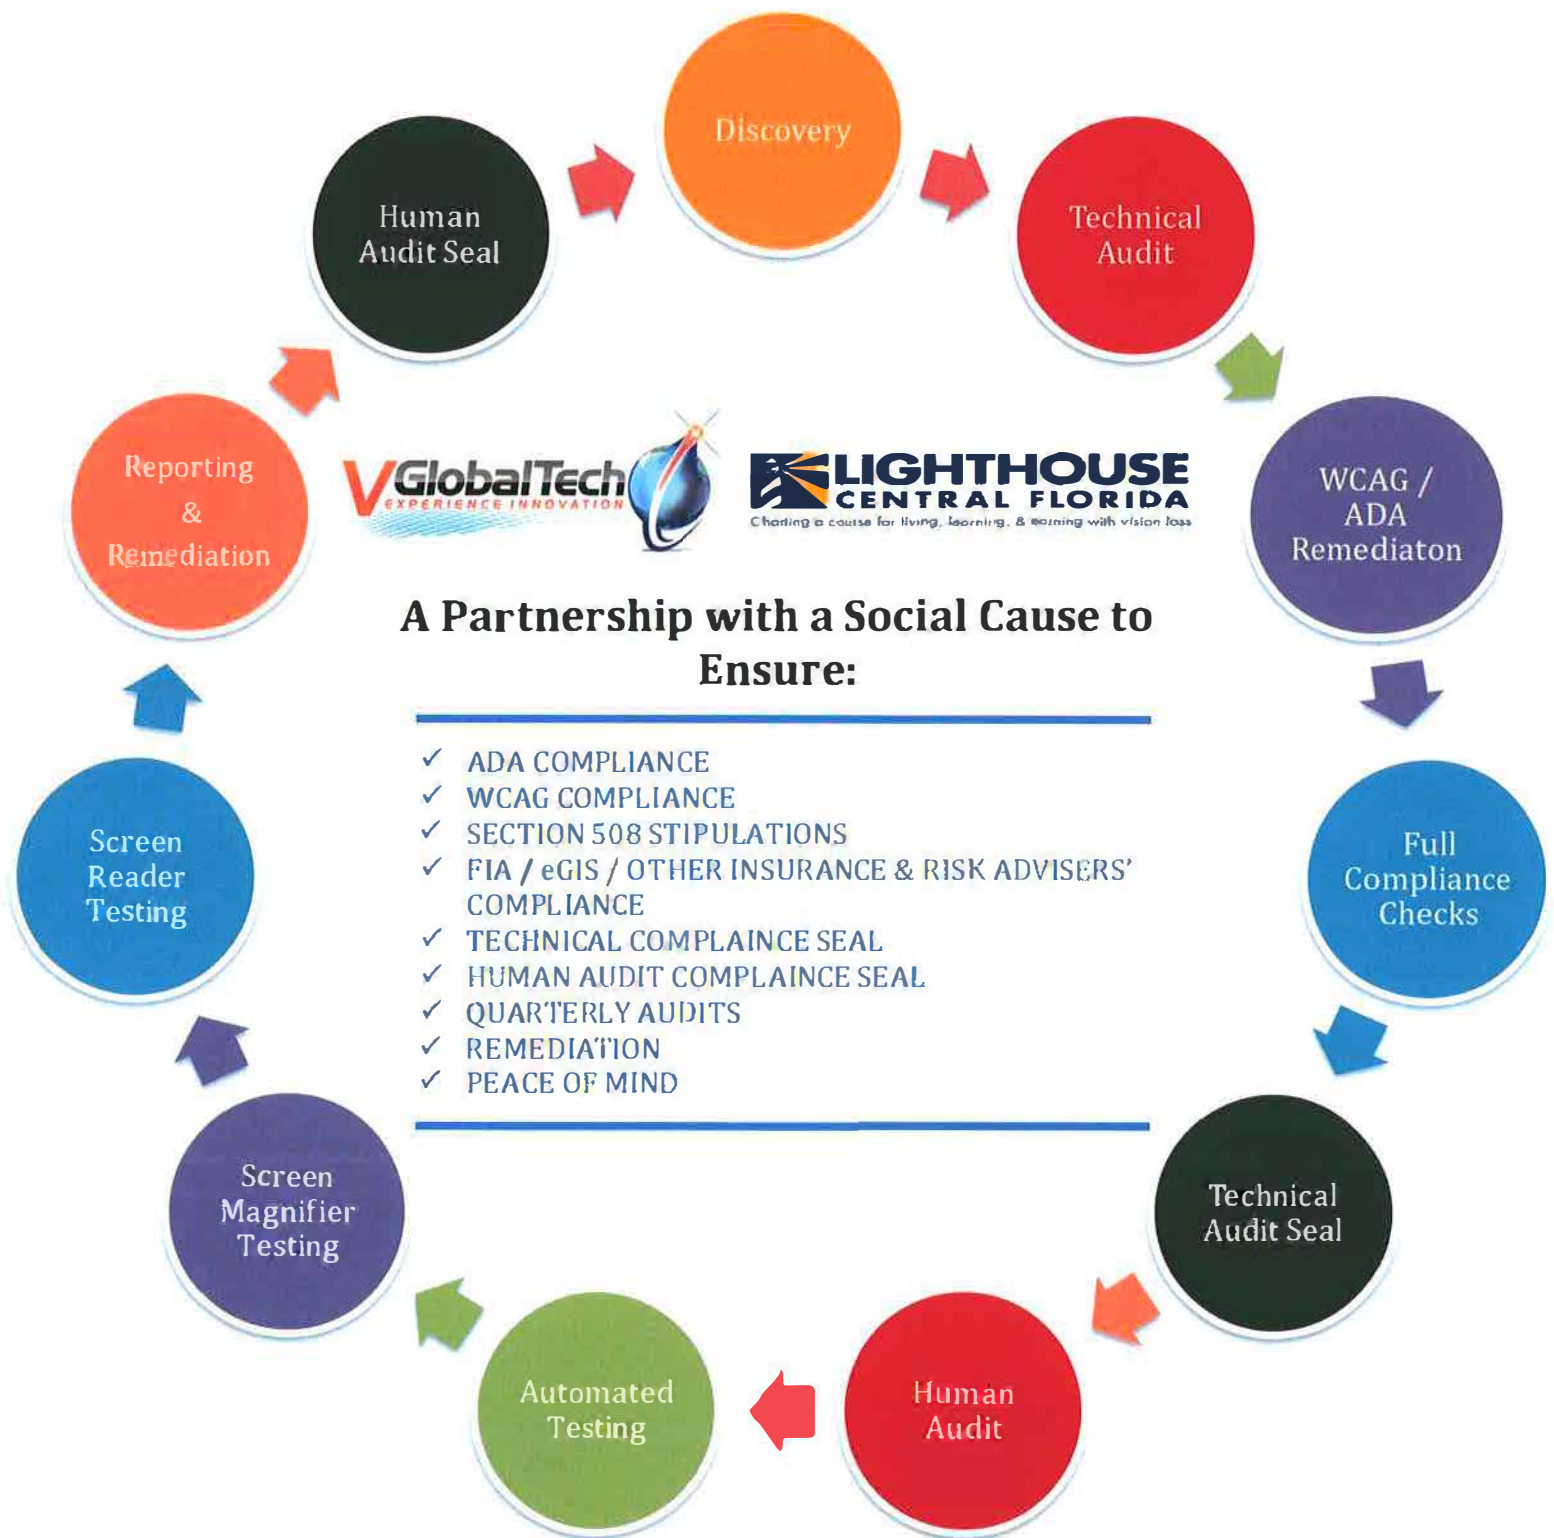 Discovery
Technical
Audit
WCAG /
ADA
Remediaton
Full
Compliance
Checks
Technical
Audit Seal
Human
Audit
Automated
Testing
Screen
Magnifier
Testing
Screen
Reader
Testing
Reporting
&
Remediation
Human
Audit Seal
VGlobalTech
EXPERIENCE INNOVATION
LIGHTHOUSE
CENTRAL FLORIDA
Charting a course for living, learning, & earning with vision loss
A Partnership with a Social Cause to
Ensure:
✓ ADA COMPLIANCE
✓ WCAG COMPLIANCE
✓ SECTION 508 STIPULATIONS
✓ FIA / eGIS / OTHER INSURANCE & RISK ADVISERS'
COMPLIANCE
✓ TECHNICAL COMPLAINCE SEAL
✓ HUMAN AUDIT COMPLAINCE SEAL
✓ QUARTERLY AUDITS
✓ REMEDIATION
✓ PEACE OF MIND